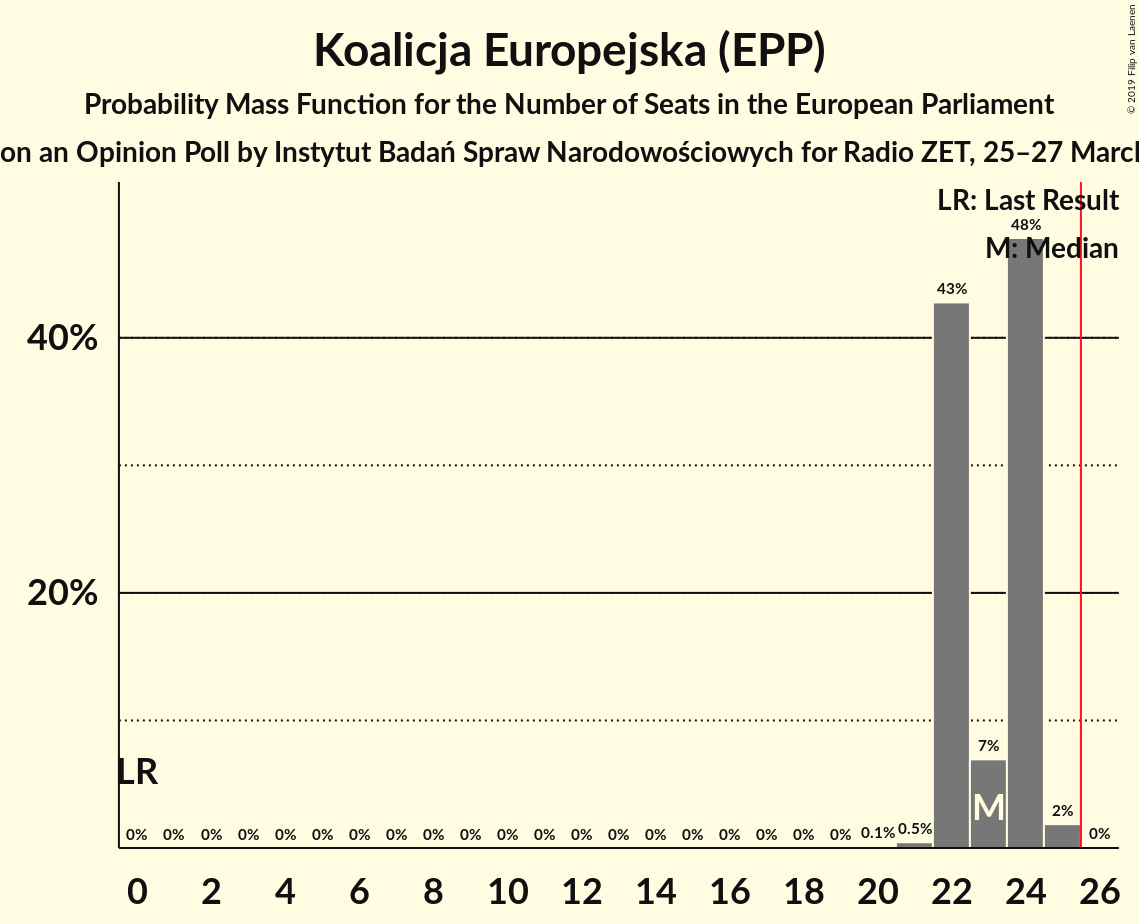 © 2019 Filip van Laenen
Koalicja Europejska (EPP)
Probability Mass Function for the Number of Seats in the European Parliament
on an Opinion Poll by Instytut Badań Spraw Narodowościowych for Radio ZET, 25–27 March
LR: Last Result
M: Median
48%
43%
40%
20%
7%
LR
M
2%
0% 0% 0% 0% 0% 0% 0% 0% 0% 0% 0% 0% 0% 0% 0% 0% 0% 0% 0% 0% 0.1% 0.5% 0%
0 2 4 6 8 10 12 14 16 18 20 22 24 26